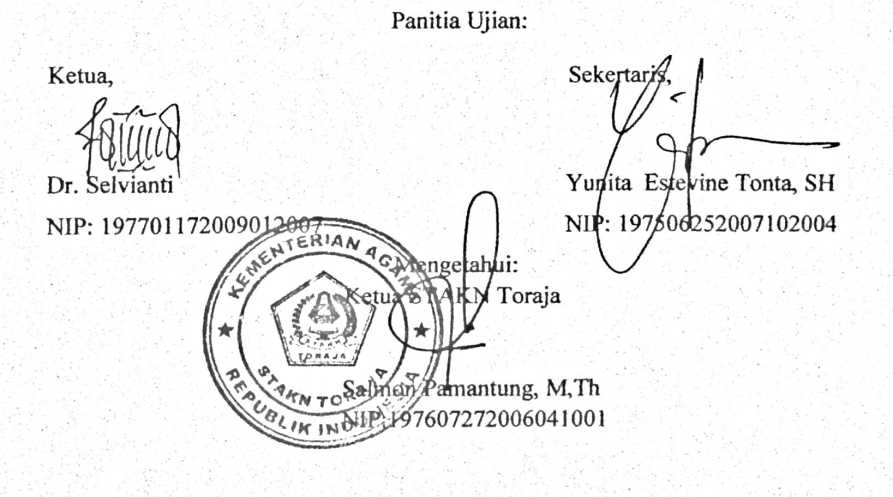 Panitia Ujian:
Ketua,
Dr. Selvianti
NIP: 197701172009012007
Sekertaris,
Yunita Estevine Tonta, SH
NIP: 197506252007102004
Mengetahui:
Ketua STAKN Toraja
Salmon Pamantung, M,Th
NIP:197607272006041001
KEMENTERIAN AGAMA
TORAJA
STAKN TORAJA
REPUBLIK INDONESIA